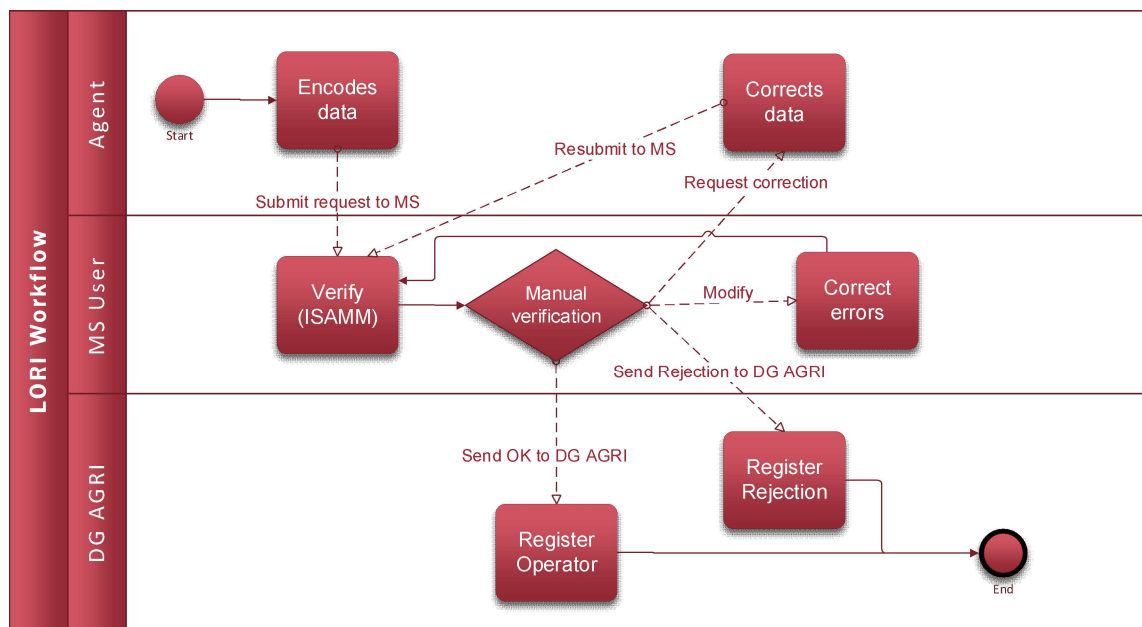 LORI Workflow
Agent
Start
Encodes
data
Corrects
data
Resubmit to MS
Request correction
Submit request to MS
MS User
Verify
(ISAMM)
Manual
verification
Modify
Correct
errors
Send Rejection to DG AGRI
DG AGRI
Send OK to DG AGRI
Register
Rejection
Register
Operator
End